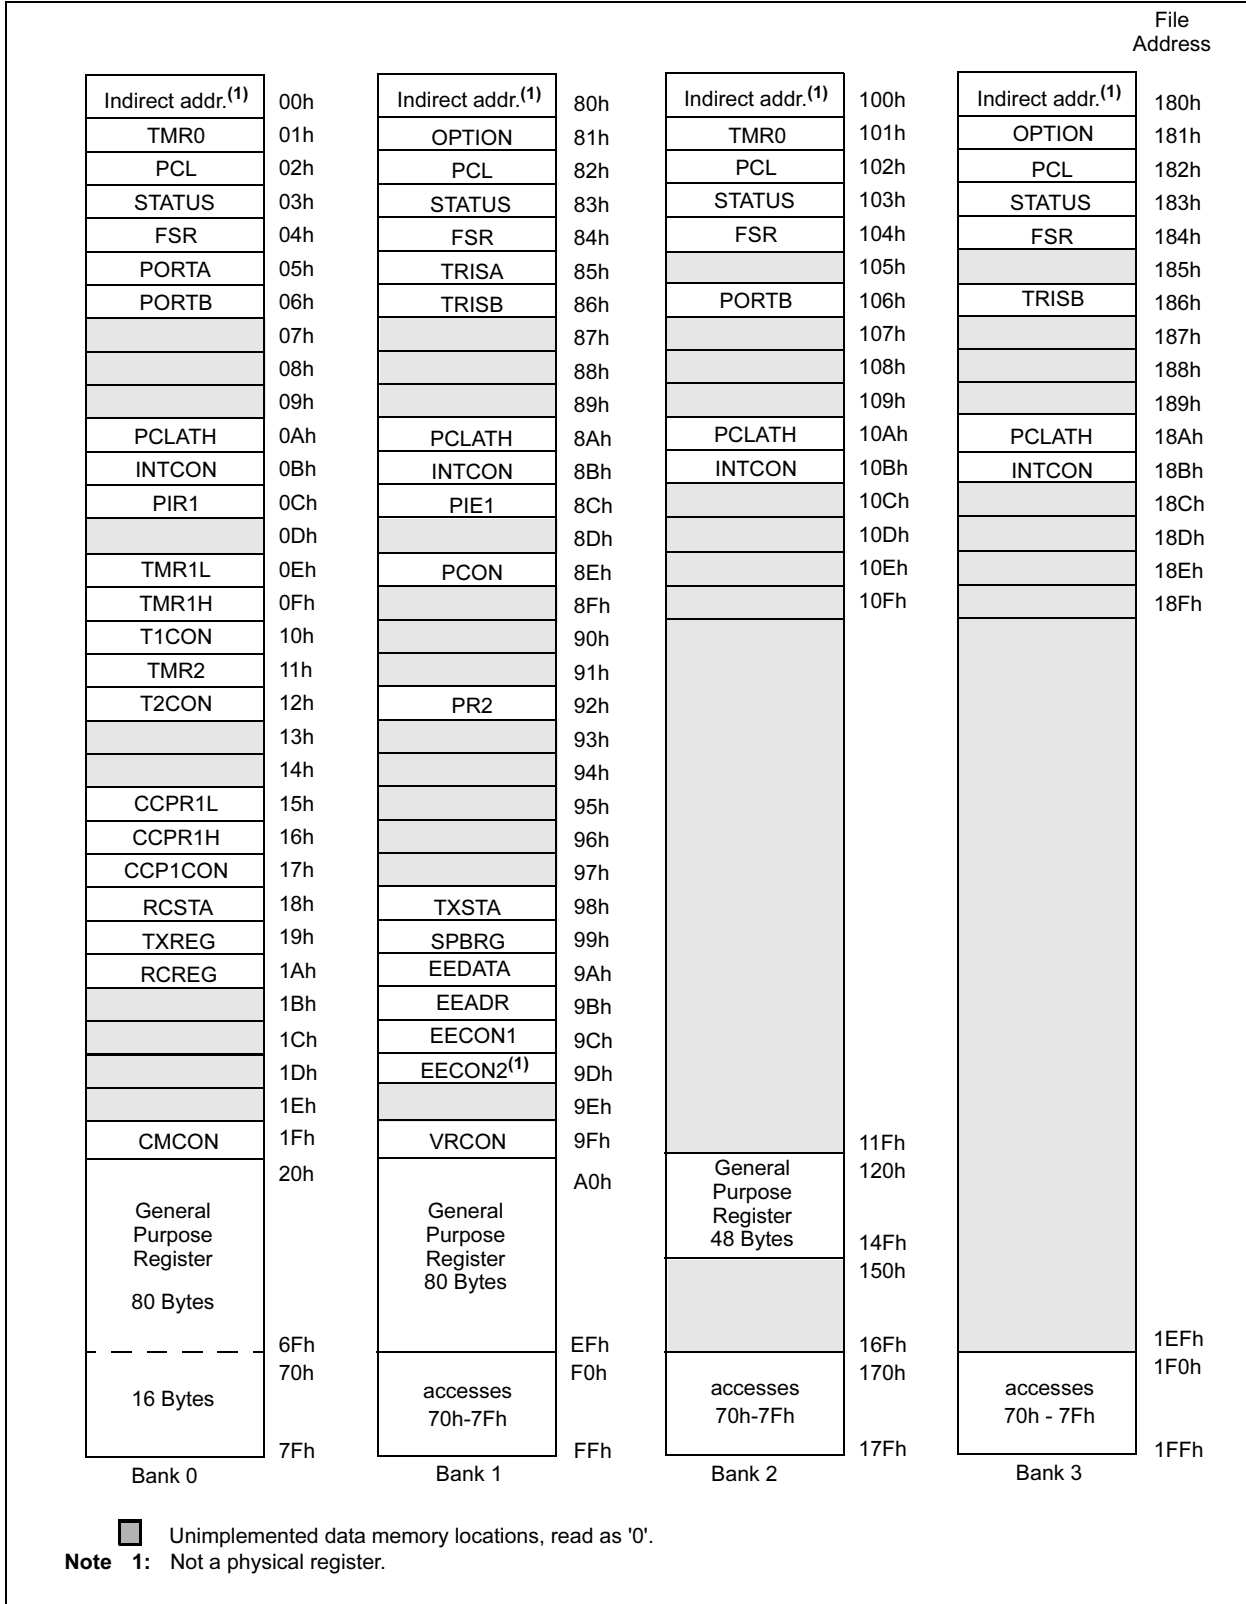 File
Address
Indirect addr.(1) 00h Indirect addr.(1) 80h Indirect addr.(1) 100h Indirect addr.(1) 180h
TMR0 01h OPTION 81h TMR0 101h OPTION 181h
PCL 02h PCL 82h PCL 102h PCL 182h
STATUS 03h STATUS 83h STATUS 103h STATUS 183h
FSR 04h FSR 84h FSR 104h FSR 184h
PORTA 05h TRISA 85h 105h 185h
PORTB 06h TRISB 86h PORTB 106h TRISB 186h
07h 87h 107h 187h
08h 88h 108h 188h
09h 89h 109h 189h
PCLATH 0Ah PCLATH 8Ah PCLATH 10Ah PCLATH 18Ah
INTCON 0Bh INTCON 8Bh INTCON 10Bh INTCON 18Bh
PIR1 0Ch PIE1 8Ch 10Ch 18Ch
0Dh 8Dh 10Dh 18Dh
TMR1L 0Eh PCON 8Eh 10Eh 18Eh
TMR1H 0Fh 8Fh 10Fh 18Fh
T1CON 10h 90h
TMR2 11h 91h
T2CON 12h PR2 92h
13h 93h
14h 94h
CCPR1L 15h 95h
CCPR1H 16h 96h
CCP1CON 17h 97h
RCSTA 18h TXSTA 98h
TXREG 19h SPBRG 99h
RCREG 1Ah EEDATA 9Ah
1Bh EEADR 9Bh
1Ch EECON1 9Ch
1Dh EECON2(1) 9Dh
1Eh 9Eh
CMCON 1Fh VRCON 9Fh 11Fh
20h A0h General 120h
General General Purpose
Purpose Purpose Register
Register Register 48 Bytes 14Fh
80 Bytes 80 Bytes 150h
6Fh EFh 16Fh 1EFh
70h F0h 170h 1F0h
16 Bytes accesses accesses accesses
70h-7Fh 70h-7Fh 70h - 7Fh
7Fh FFh 17Fh 1FFh
Bank 0 Bank 1 Bank 2 Bank 3
Unimplemented data memory locations, read as '0'.
Note 1: Not a physical register.